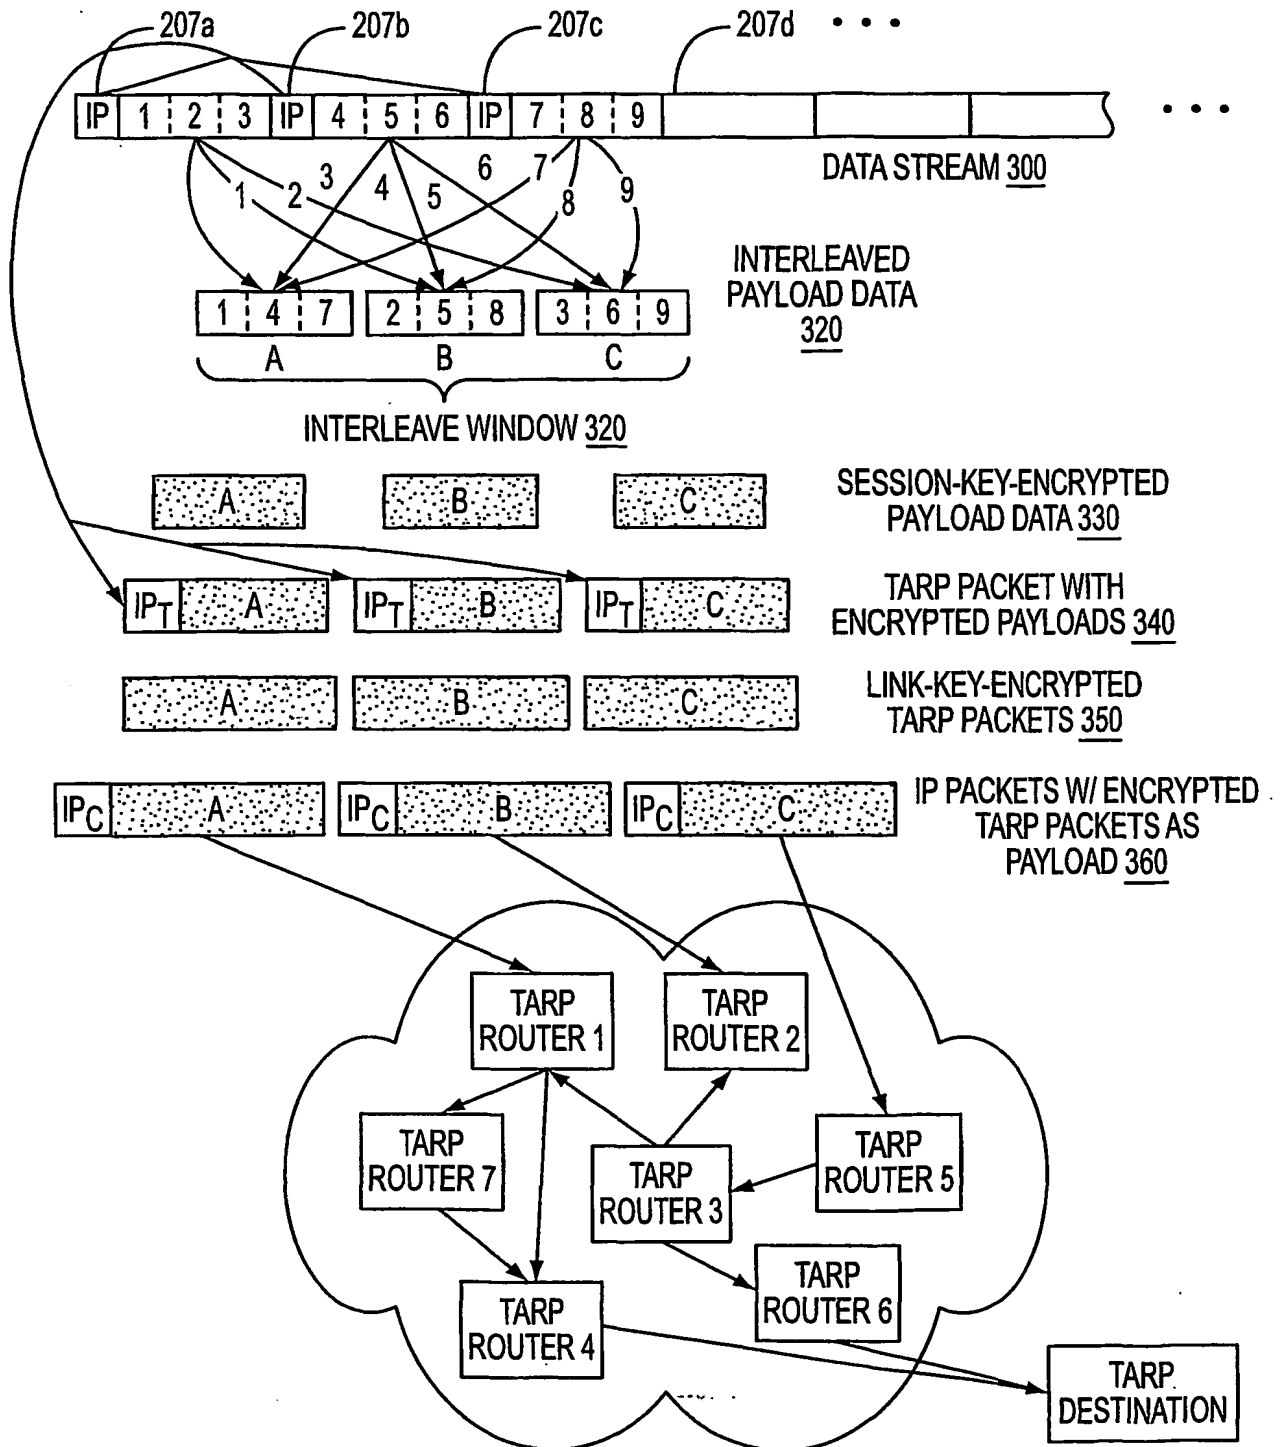 207a 207b 207c 207d • • •
IP 1 2 3 IP 4 5 6 IP 7 8 9 • • •
DATA STREAM 300
1 2 3 4 5 6 7 8 9
INTERLEAVED
PAYLOAD DATA
320
1 4 7 2 5 8 3 6 9
A B C
INTERLEAVE WINDOW 320
A B C
SESSION-KEY-ENCRYPTED
PAYLOAD DATA 330
IPT A IPT B IPT C
TARP PACKET WITH
ENCRYPTED PAYLOADS 340
A B C
LINK-KEY-ENCRYPTED
TARP PACKETS 350
IPC A IPC B IPC C
IP PACKETS W/ ENCRYPTED
TARP PACKETS AS
PAYLOAD 360
TARP
ROUTER 1
TARP
ROUTER 2
TARP
ROUTER 7
TARP
ROUTER 3
TARP
ROUTER 5
TARP
ROUTER 4
TARP
ROUTER 6
TARP
DESTINATION